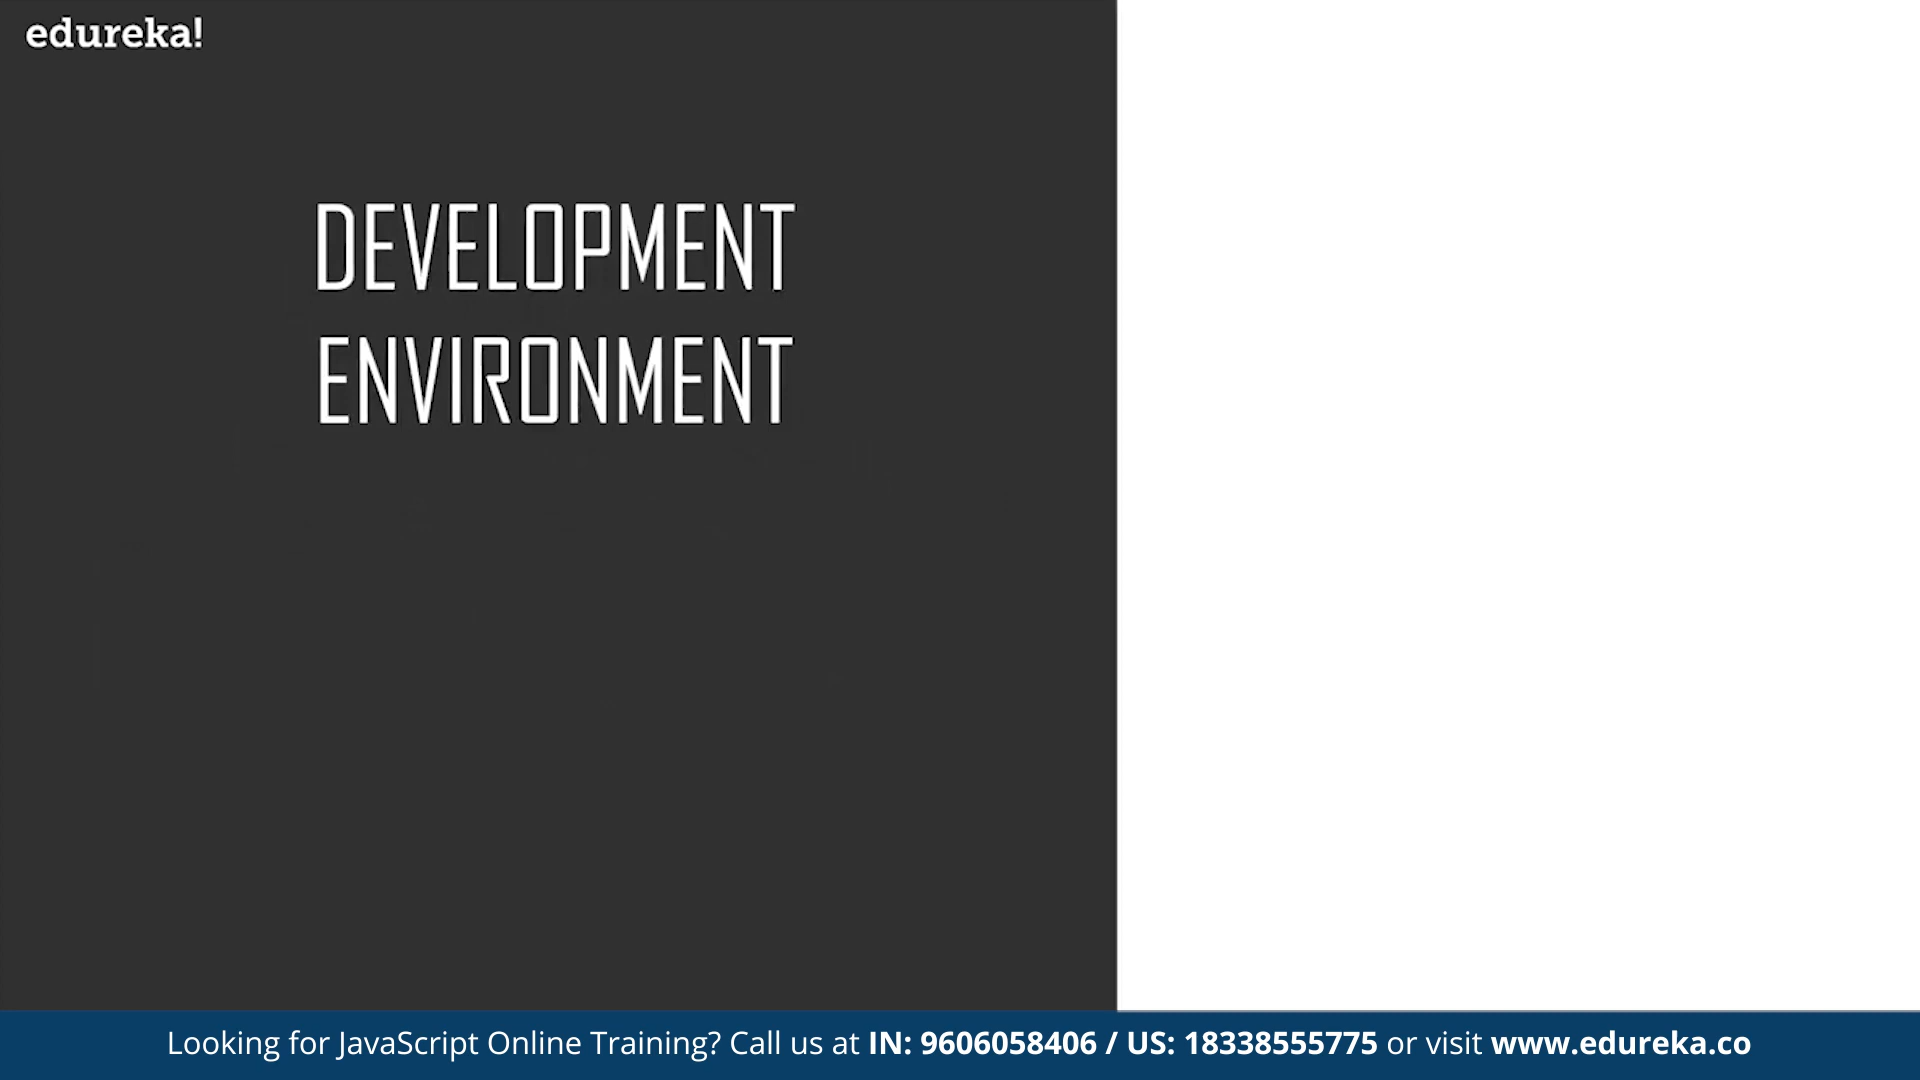 edureka!
DEVELOPMENT
ENVIRONMENT
Looking for JavaScript Online Training? Call us at IN: 9606058406 / US: 18338555775 or visit www.edureka.co